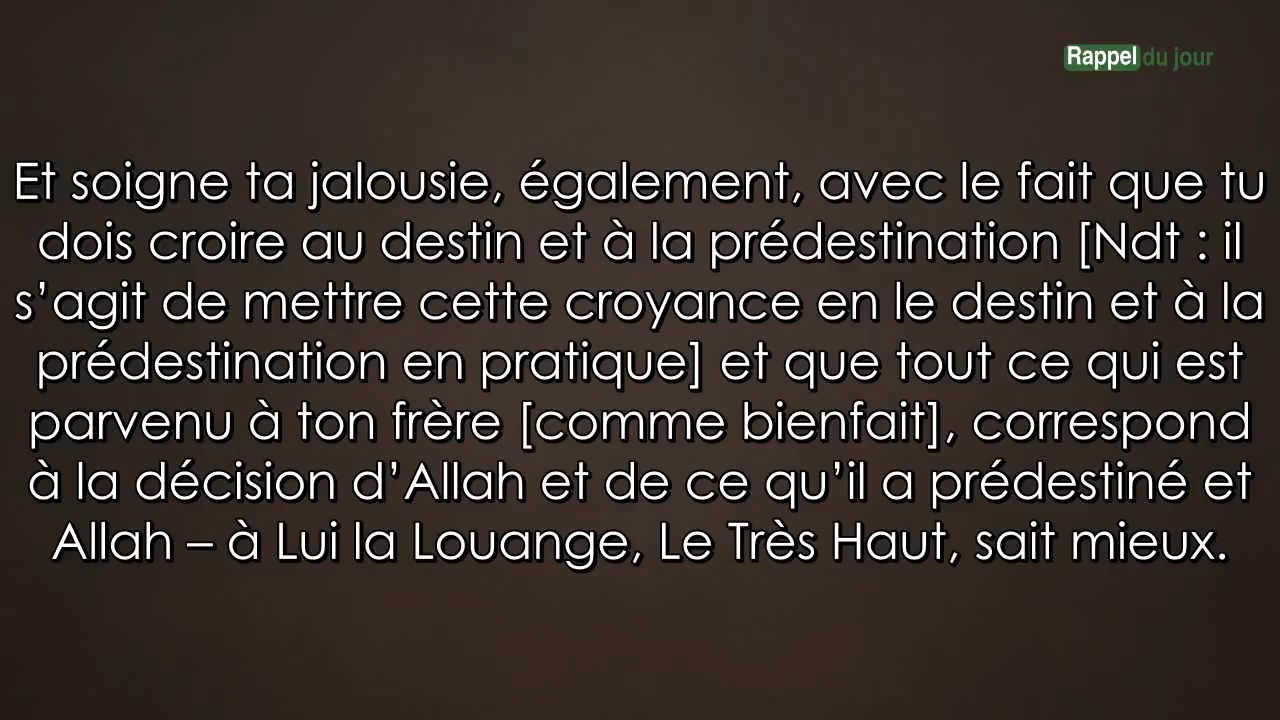 Rappel du jour
Et soigne ta jalousie, également, avec le fait que tu
dois croire au destin et à la prédestination [Ndt : il
s’agit de mettre cette croyance en le destin et à la
prédestination en pratique] et que tout ce qui est
parvenu à ton frère [comme bienfait], correspond
à la décision d’Allah et de ce qu’il a prédestiné et
Allah – à Lui la Louange, Le Très Haut, sait mieux.